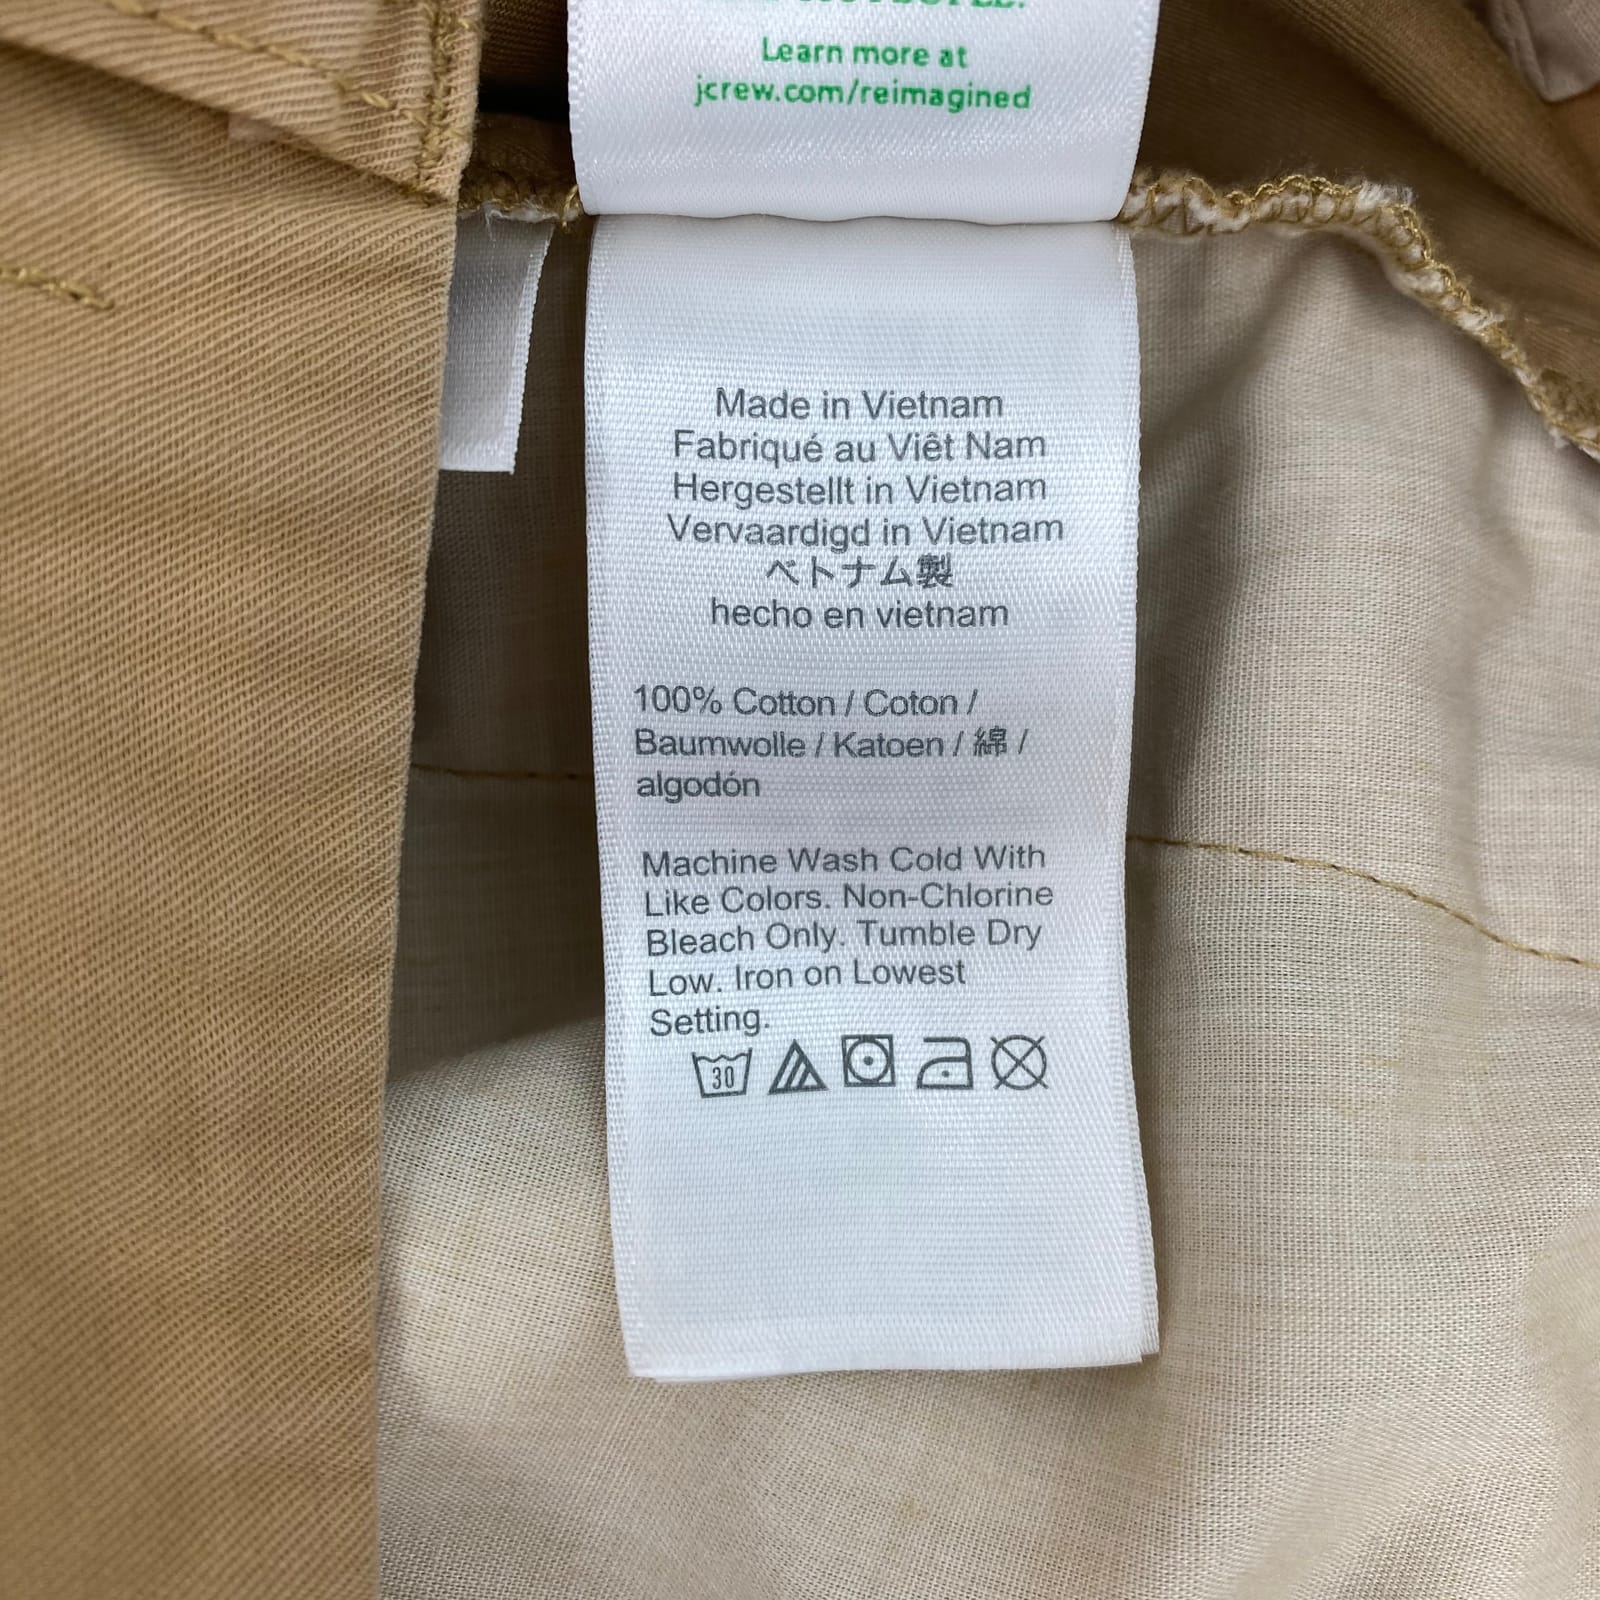 Learn more at
jcrew.com/reimagined
Made in Vietnam
Fabriqué au Viêt Nam
Hergestellt in Vietnam
Vervaardigd in Vietnam
ベトナム製
hecho en vietnam
100% Cotton / Coton /
Baumwolle / Katoen / 綿 /
algodón
Machine Wash Cold With
Like Colors. Non-Chlorine
Bleach Only. Tumble Dry
Low. Iron on Lowest
Setting.
30